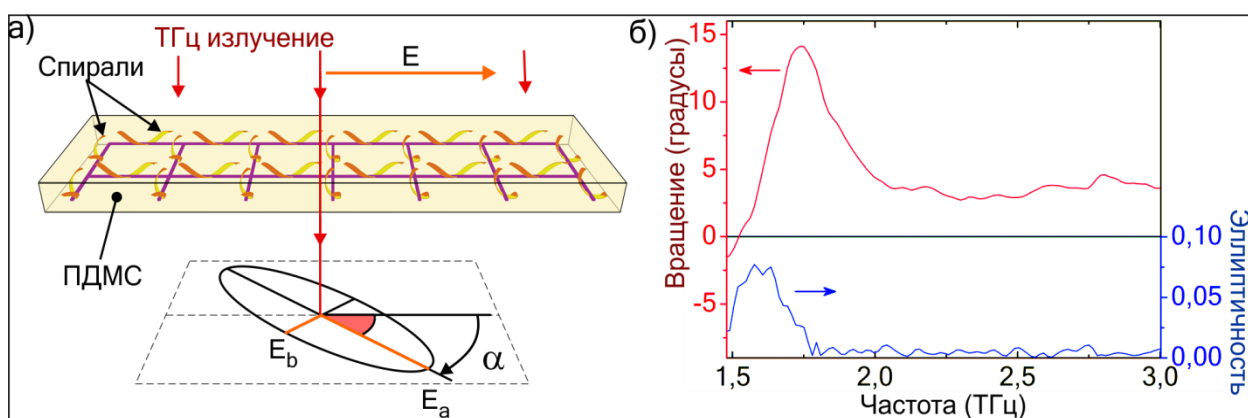 а)
ТГц излучение
Спирали
E
ПДМС
E_b
E_a
α
б)
Вращение (градусы)
15
10
5
0
-5
0,10
0,05
0,00
Эллиптичность
1,5 2,0 2,5 3,0
Частота (ТГц)